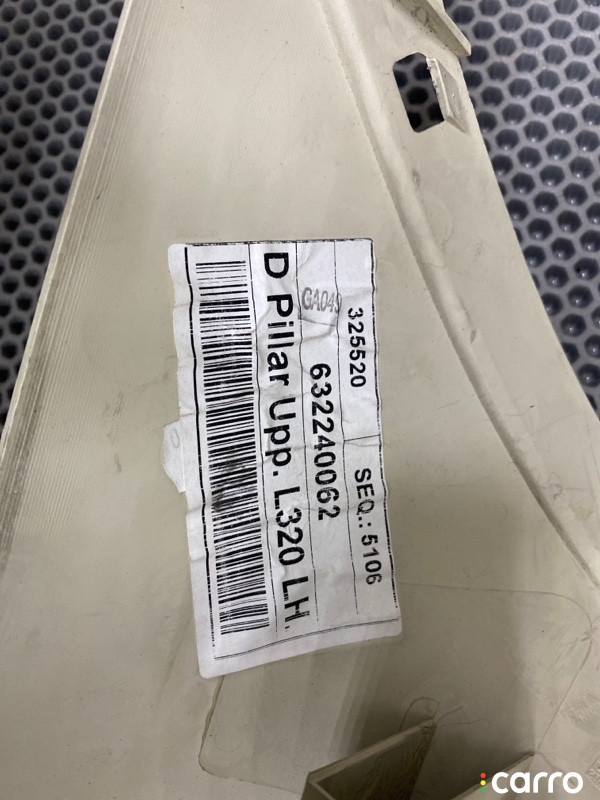 325520 SEQ.: 5106
GA049 632240062
D Pillar Upp. L320 LH.
carro